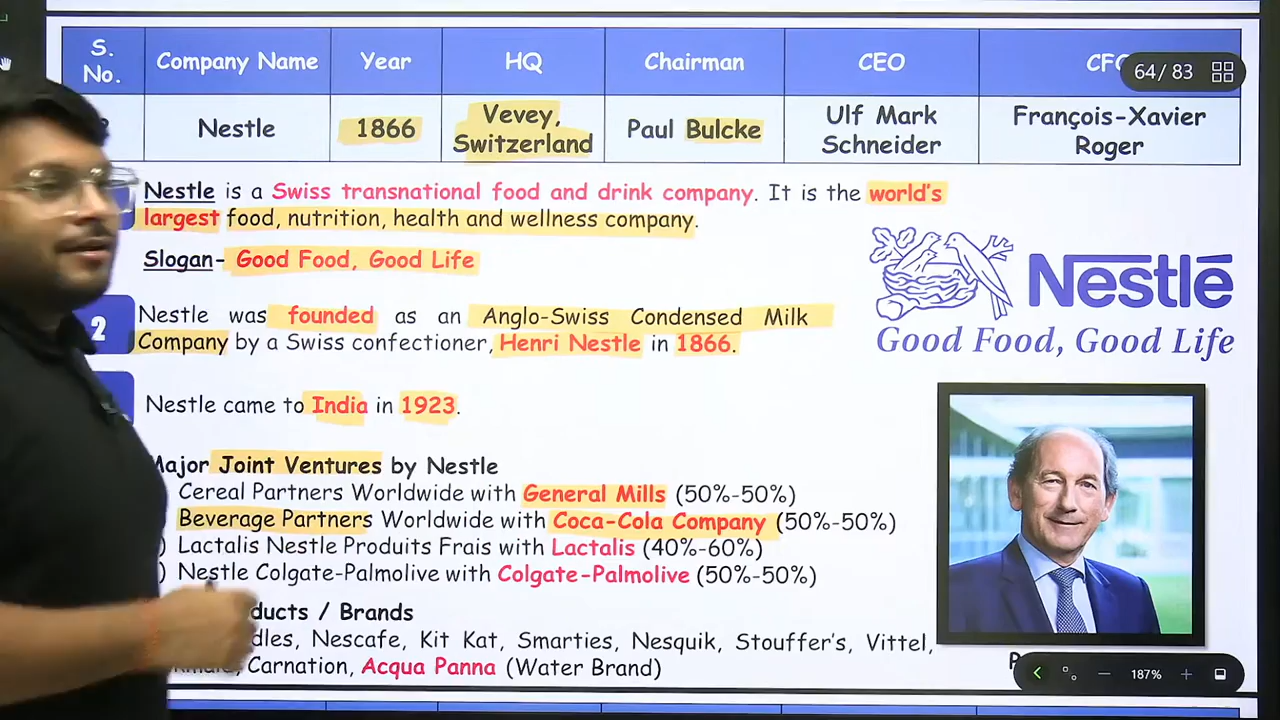 S. No. Company Name Year HQ Chairman CEO
64/ 83
Nestle 1866 Vevey, Switzerland Paul Bulcke Ulf Mark Schneider François-Xavier Roger
Nestle is a Swiss transnational food and drink company. It is the world's
largest food, nutrition, health and wellness company.
Slogan- Good Food, Good Life
Nestlé
Good Food, Good Life
2
Nestle was founded as an Anglo-Swiss Condensed Milk
Company by a Swiss confectioner, Henri Nestle in 1866.
Nestle came to India in 1923.
Major Joint Ventures by Nestle
Cereal Partners Worldwide with General Mills (50%-50%)
Beverage Partners Worldwide with Coca-Cola Company (50%-50%)
) Lactalis Nestle Produits Frais with Lactalis (40%-60%)
) Nestle Colgate-Palmolive with Colgate-Palmolive (50%-50%)
/ Brands
Nescafe, Kit Kat, Smarties, Nesquik, Stouffer's, Vittel,
Carnation, Acqua Panna (Water Brand)
187%